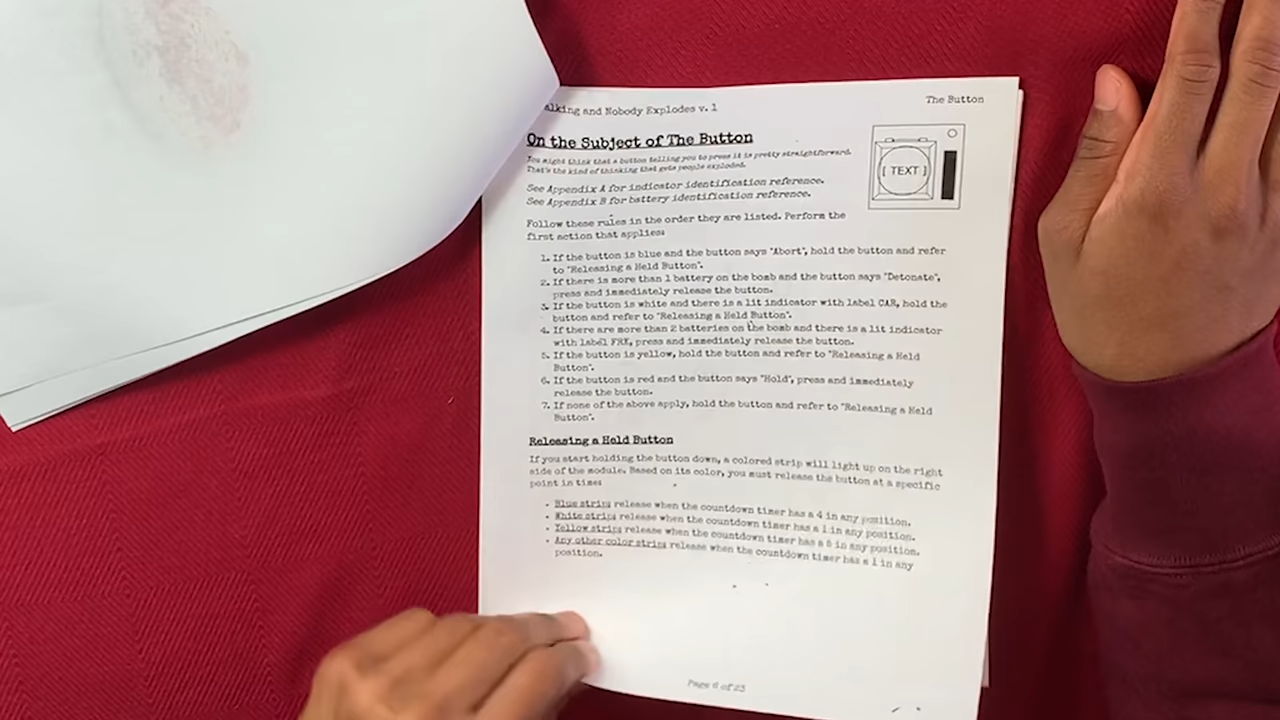 alking and Nobody Explodes v. 1
The Button
On the Subject of The Button
You might think that a button telling you to press it is pretty straightforward.
That's the kind of thinking that gets people exploded.
See Appendix A for indicator identification reference.
See Appendix B for battery identification reference.
[ TEXT ]
Follow these rules in the order they are listed. Perform the
first action that applies:
1. If the button is blue and the button says "Abort", hold the button and refer
to "Releasing a Held Button".
2. If there is more than 1 battery on the bomb and the button says "Detonate",
press and immediately release the button.
3. If the button is white and there is a lit indicator with label CAR, hold the
button and refer to "Releasing a Held Button".
4. If there are more than 2 batteries on the bomb and there is a lit indicator
with label FRK, press and immediately release the button.
5. If the button is yellow, hold the button and refer to "Releasing a Held
Button".
6. If the button is red and the button says "Hold", press and immediately
release the button.
7. If none of the above apply, hold the button and refer to "Releasing a Held
Button".
Releasing a Held Button
If you start holding the button down, a colored strip will light up on the right
side of the module. Based on its color, you must release the button at a specific
point in time:
• Blue strip: release when the countdown timer has a 4 in any position.
• White strip: release when the countdown timer has a 1 in any position.
• Yellow strip: release when the countdown timer has a 5 in any position.
• Any other color strip: release when the countdown timer has a 1 in any
position.
Page 6 of 23